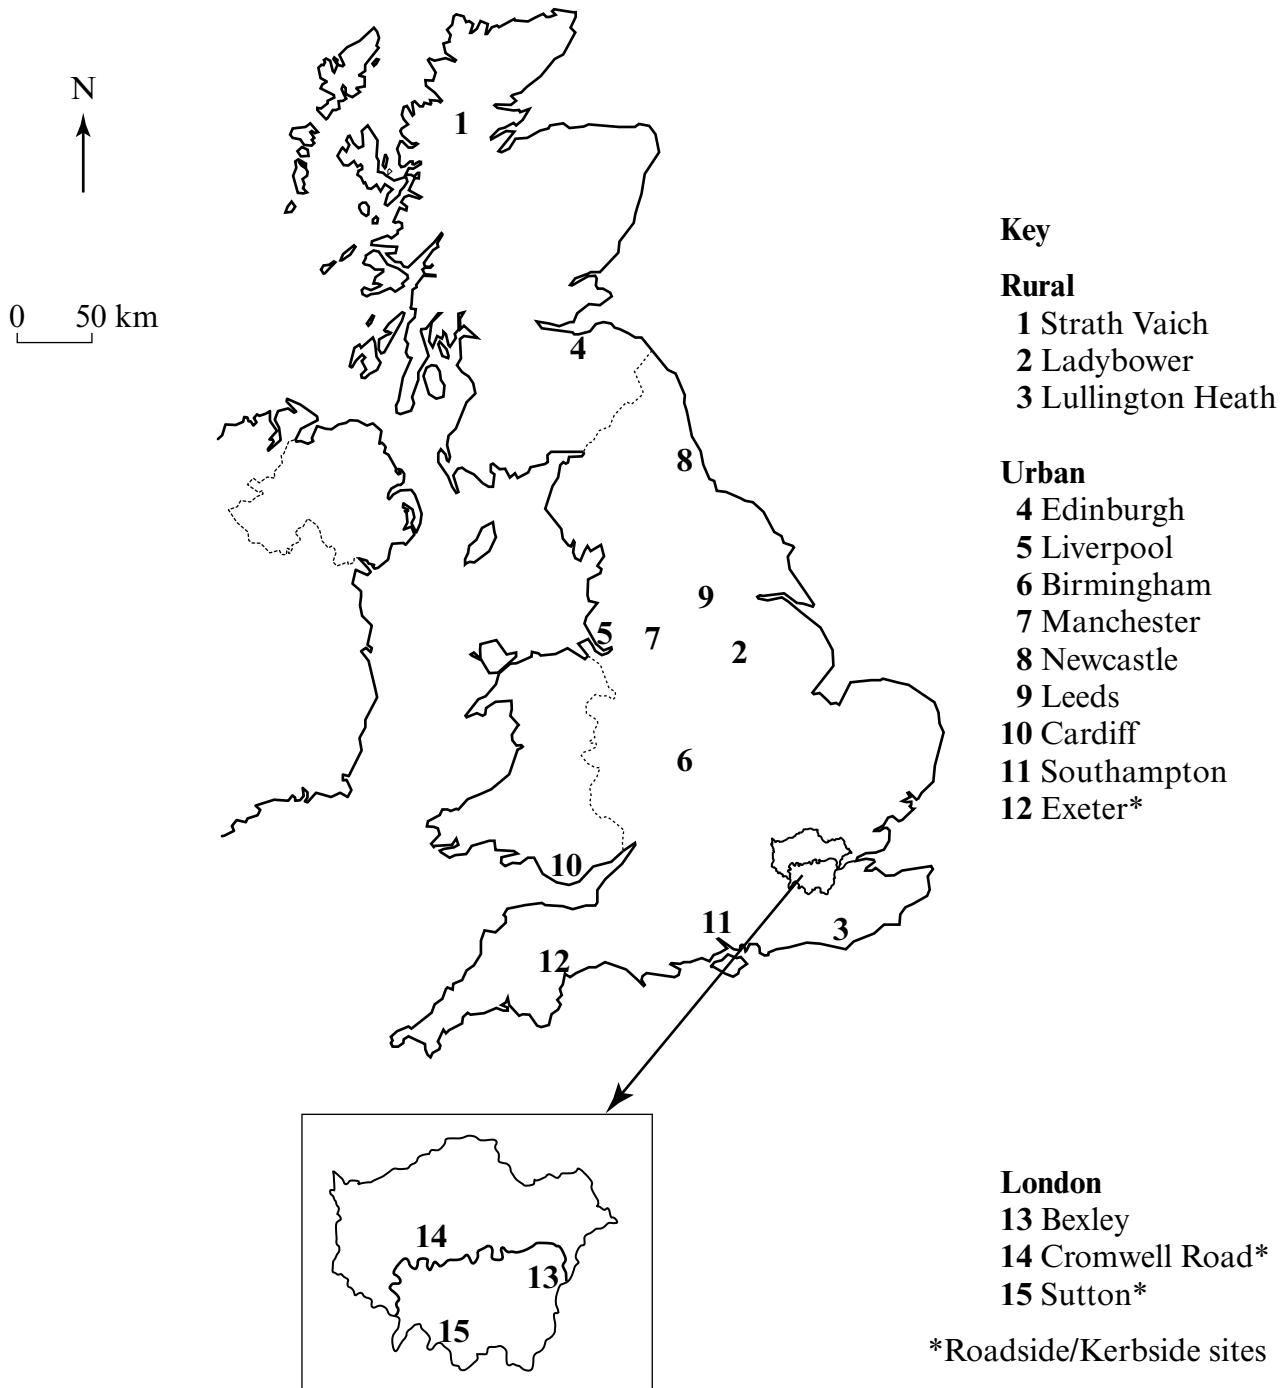 N
0 50 km
1
4
8
9
5
7
2
6
10
11
3
12
14
13
15
Key
Rural
1 Strath Vaich
2 Ladybower
3 Lullington Heath
Urban
4 Edinburgh
5 Liverpool
6 Birmingham
7 Manchester
8 Newcastle
9 Leeds
10 Cardiff
11 Southampton
12 Exeter*
London
13 Bexley
14 Cromwell Road*
15 Sutton*
*Roadside/Kerbside sites